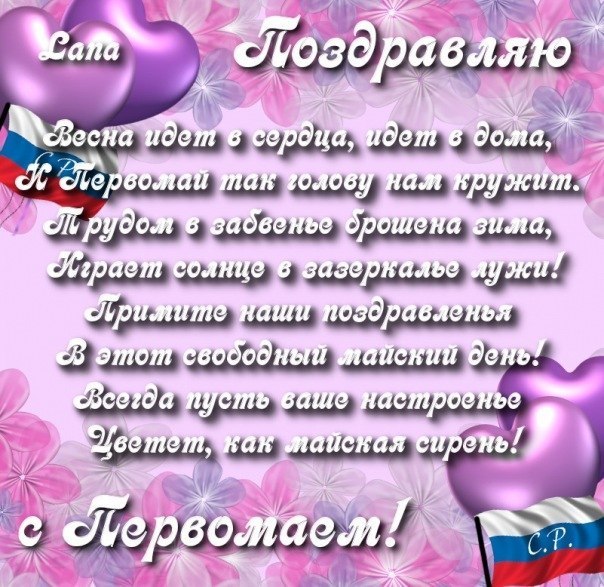 Lana
Поздравляю
Весна идет в сердца, идет в дома,
И Первомай так голову нам кружит.
Трудом в забвенье брошена зима,
Играет солнце в зазеркалье лужи!
Примите наши поздравленья
В этот свободный майский день!
Всегда пусть ваше настроенье
Цветет, как майская сирень!
с Первомаем!
С.Р.